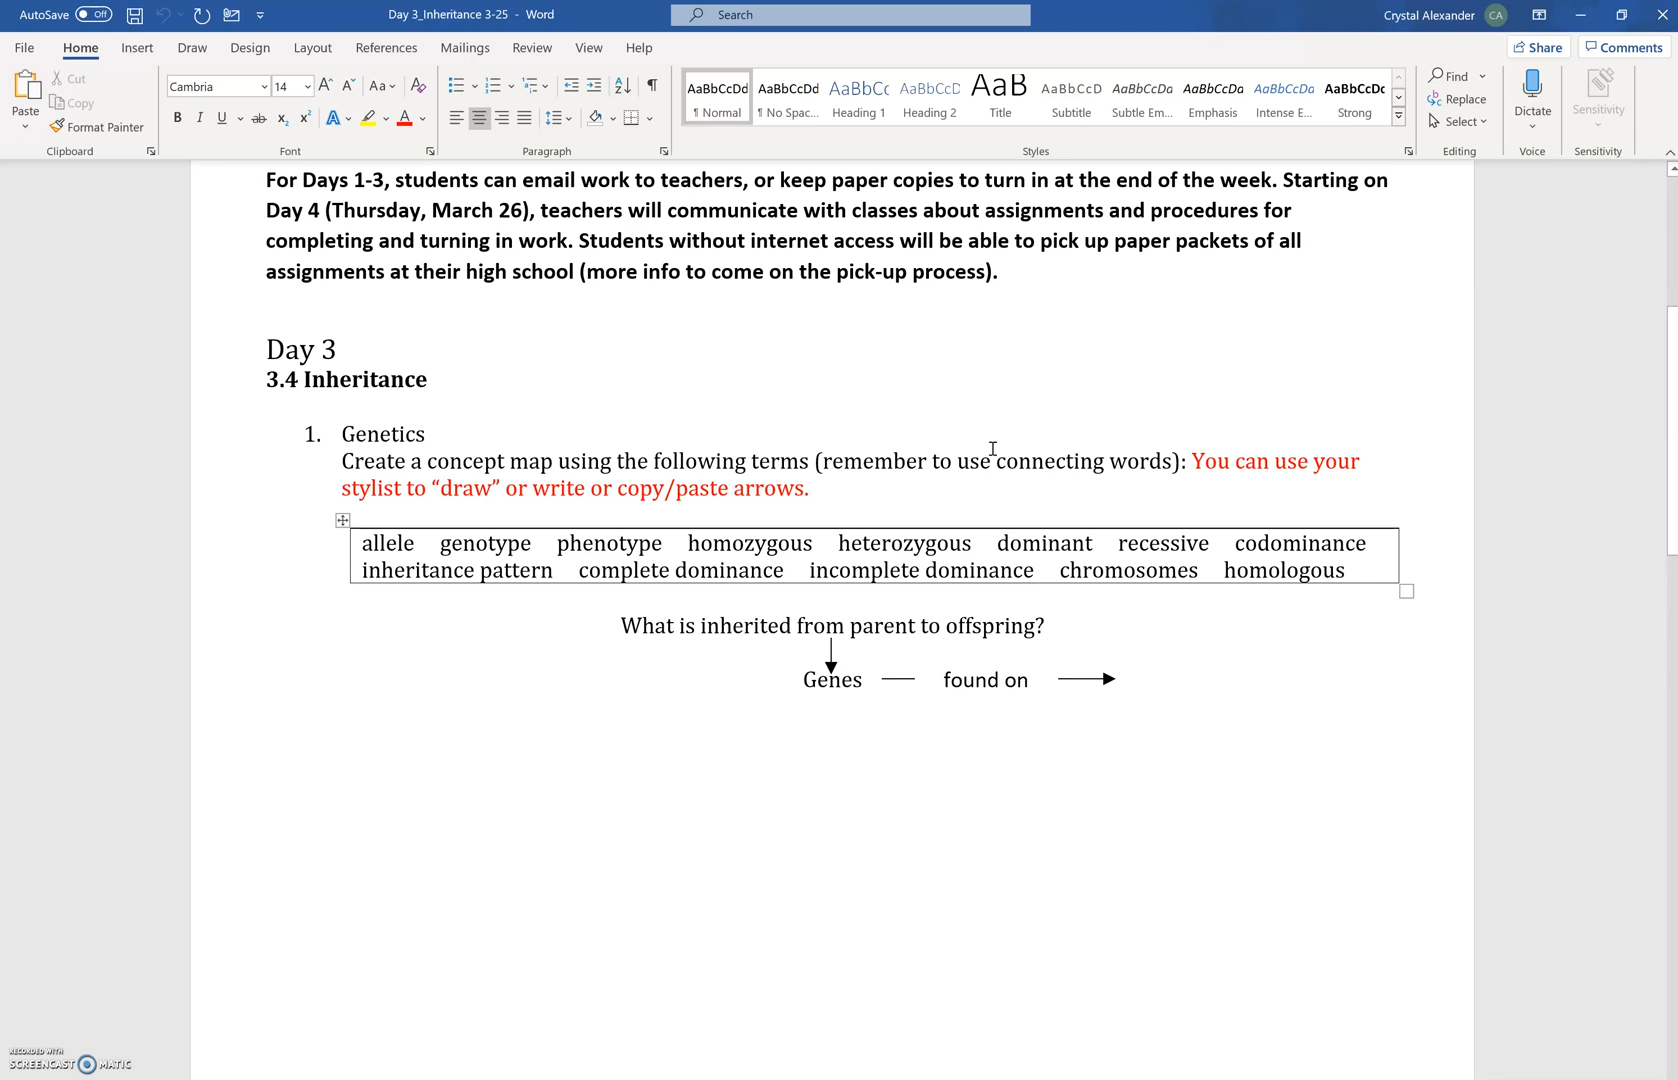 AutoSave Off Day 3_Inheritance 3-25 - Word Search Crystal Alexander CA
File Home Insert Draw Design Layout References Mailings Review View Help Share Comments
Paste Cut Copy Format Painter Clipboard
Cambria 14 Font
Paragraph
AaBbCcDd ¶ Normal
AaBbCcDd ¶ No Spac...
AaBbCc Heading 1
AaBbCcD Heading 2
AaB Title
AaBbCcD Subtitle
AaBbCcDa Subtle Em...
AaBbCcDa Emphasis
AaBbCcDa Intense E...
AaBbCcDc Strong
Styles
Find Replace Select Editing
Dictate Voice
Sensitivity Sensitivity
For Days 1-3, students can email work to teachers, or keep paper copies to turn in at the end of the week. Starting on
Day 4 (Thursday, March 26), teachers will communicate with classes about assignments and procedures for
completing and turning in work. Students without internet access will be able to pick up paper packets of all
assignments at their high school (more info to come on the pick-up process).
Day 3
3.4 Inheritance
1. Genetics
Create a concept map using the following terms (remember to use connecting words): You can use your
stylist to “draw” or write or copy/paste arrows.
allele genotype phenotype homozygous heterozygous dominant recessive codominance
inheritance pattern complete dominance incomplete dominance chromosomes homologous
What is inherited from parent to offspring?
Genes found on
RECORDED WITH
SCREENCAST MATIC